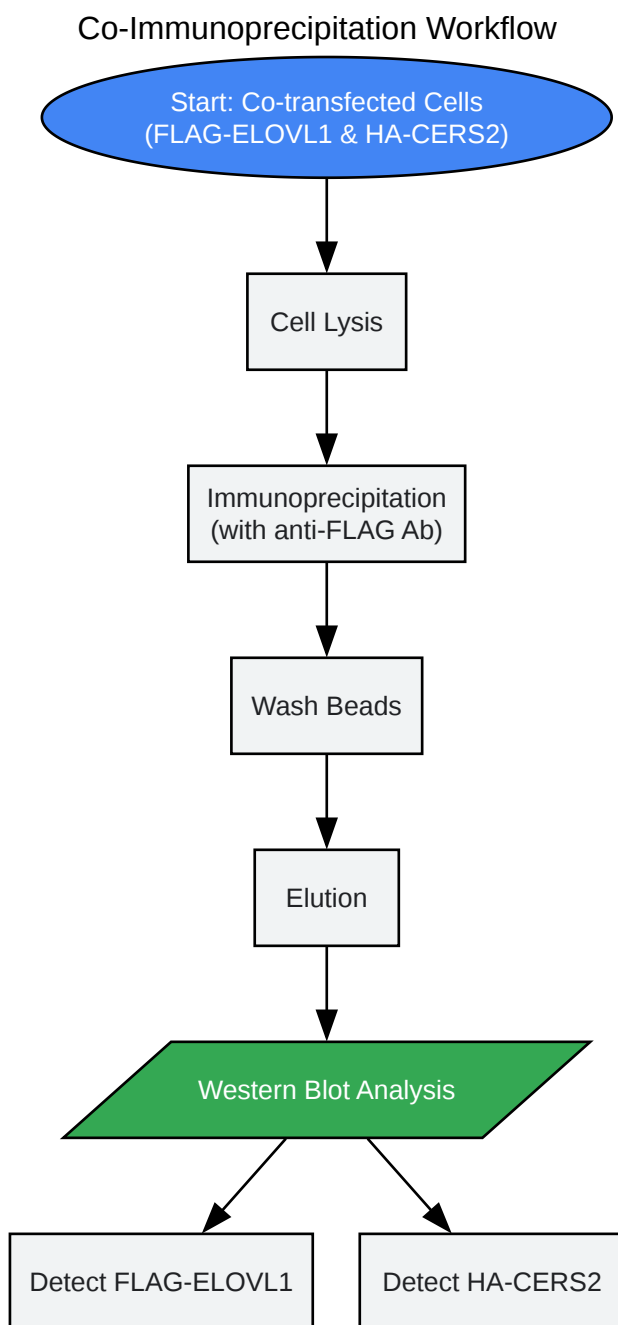 Co-Immunoprecipitation Workflow
Start: Co-transfected Cells
(FLAG-ELOVL1 & HA-CERS2)
Cell Lysis
Immunoprecipitation
(with anti-FLAG Ab)
Wash Beads
Elution
Western Blot Analysis
Detect FLAG-ELOVL1
Detect HA-CERS2